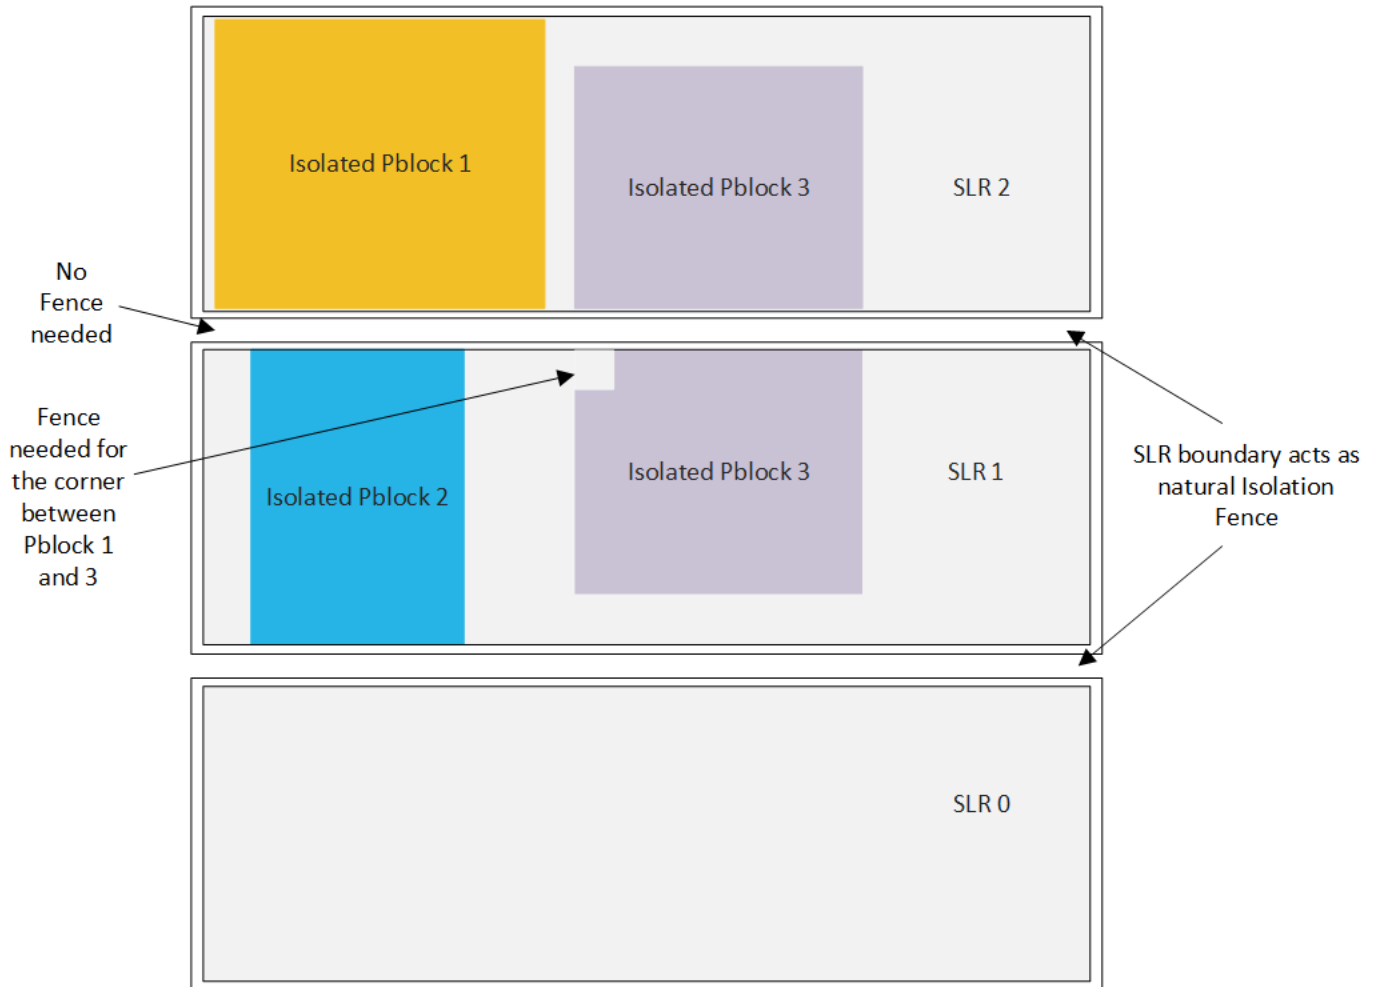 Isolated Pblock 1
Isolated Pblock 3
SLR 2
No
Fence
needed
Fence
needed for
the corner
between
Pblock 1
and 3
Isolated Pblock 2
Isolated Pblock 3
SLR 1
SLR boundary acts as
natural Isolation
Fence
SLR 0